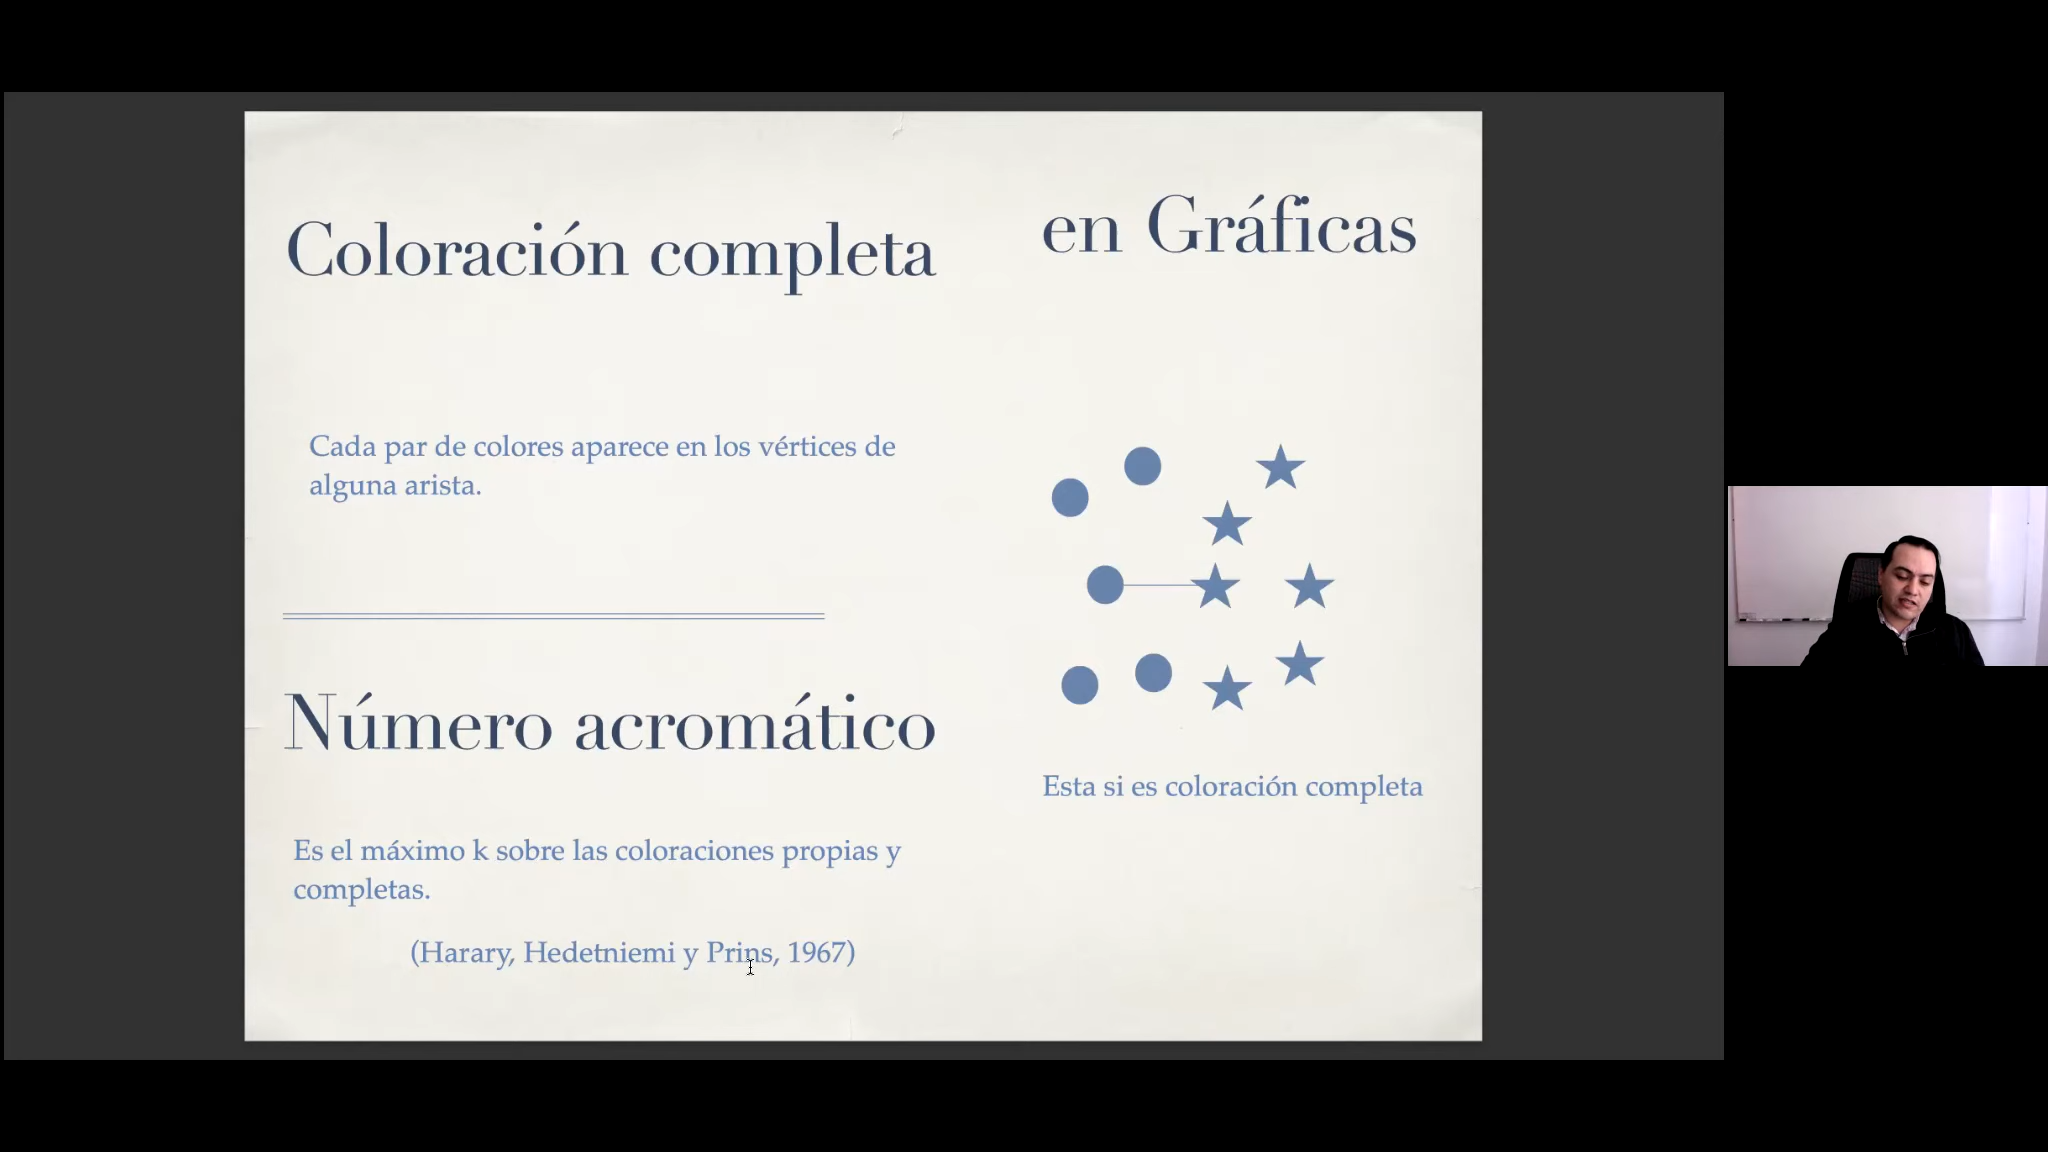 Coloración completa
en Gráficas
Cada par de colores aparece en los vértices de
alguna arista.
Número acromático
Esta si es coloración completa
Es el máximo k sobre las coloraciones propias y
completas.
(Harary, Hedetniemi y Prins, 1967)